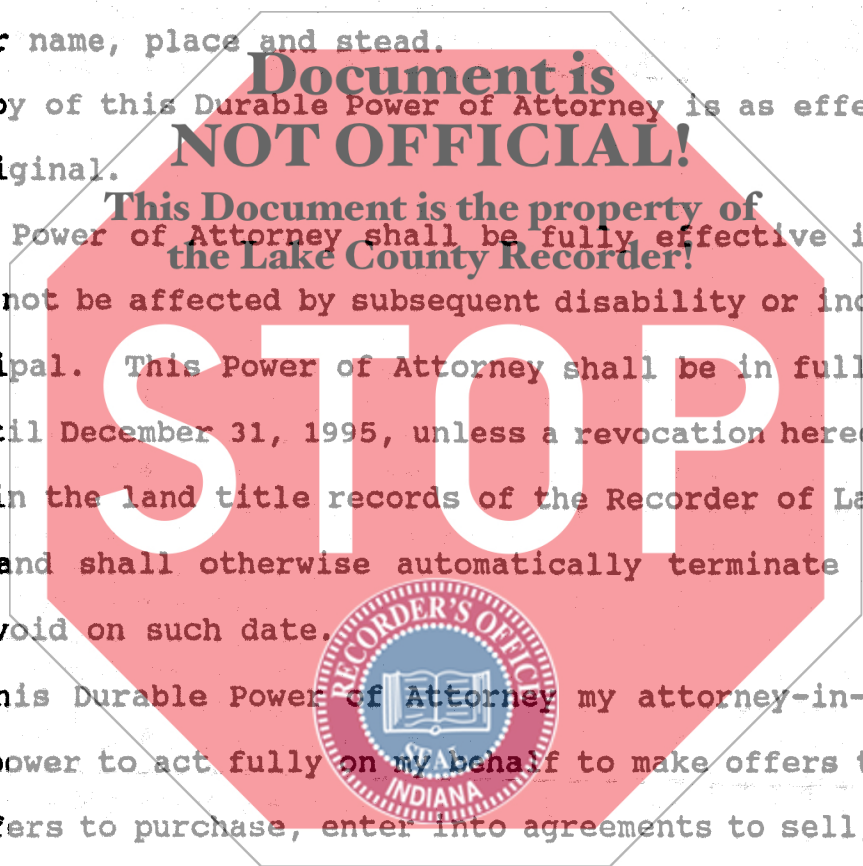 r name, place and stead.
Document is
y of this Durable Power of Attorney is as effe
NOT OFFICIAL!
iginal.
This Document is the property of
Power of Attorney shall be fully effective i
the Lake County Recorder!
not be affected by subsequent disability or inc
ipal. This Power of Attorney shall be in full
STOP
il December 31, 1995, unless a revocation here
in the land title records of the Recorder of La
and shall otherwise automatically terminate
void on such date.
RECORDER'S OFFICE
his Durable Power of Attorney my attorney-in-
ower to act fully on my behalf to make offers t
SEAL
INDIANA
ers to purchase, enter into agreements to sell